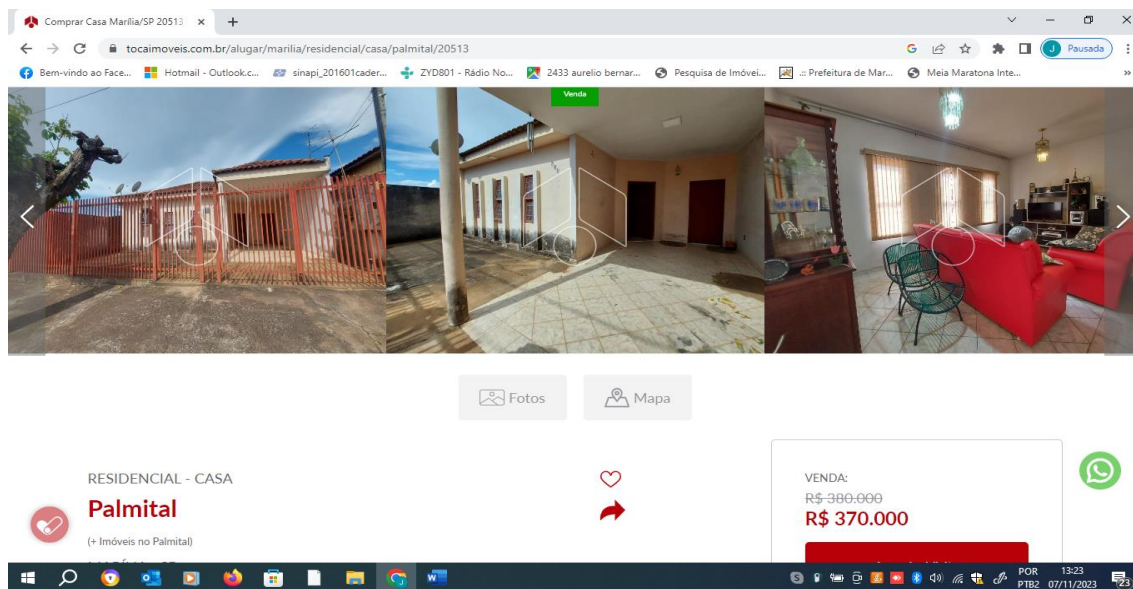 Comprar Casa Marília/SP 20513
tocaimoveis.com.br/alugar/marilia/residencial/casa/palmital/20513
J Pausada
Bem-vindo ao Face... Hotmail - Outlook.c... sinapi_201601cader... ZYD801 - Rádio No... 2433 aurelio bernar... Pesquisa de Imóvei... .:: Prefeitura de Mar... Meia Maratona Inte... »
Venda
Fotos Mapa
RESIDENCIAL - CASA
Palmital
(+ Imóveis no Palmital)
VENDA:
R$ 380.000
R$ 370.000
POR 13:23
PTB2 07/11/2023 23